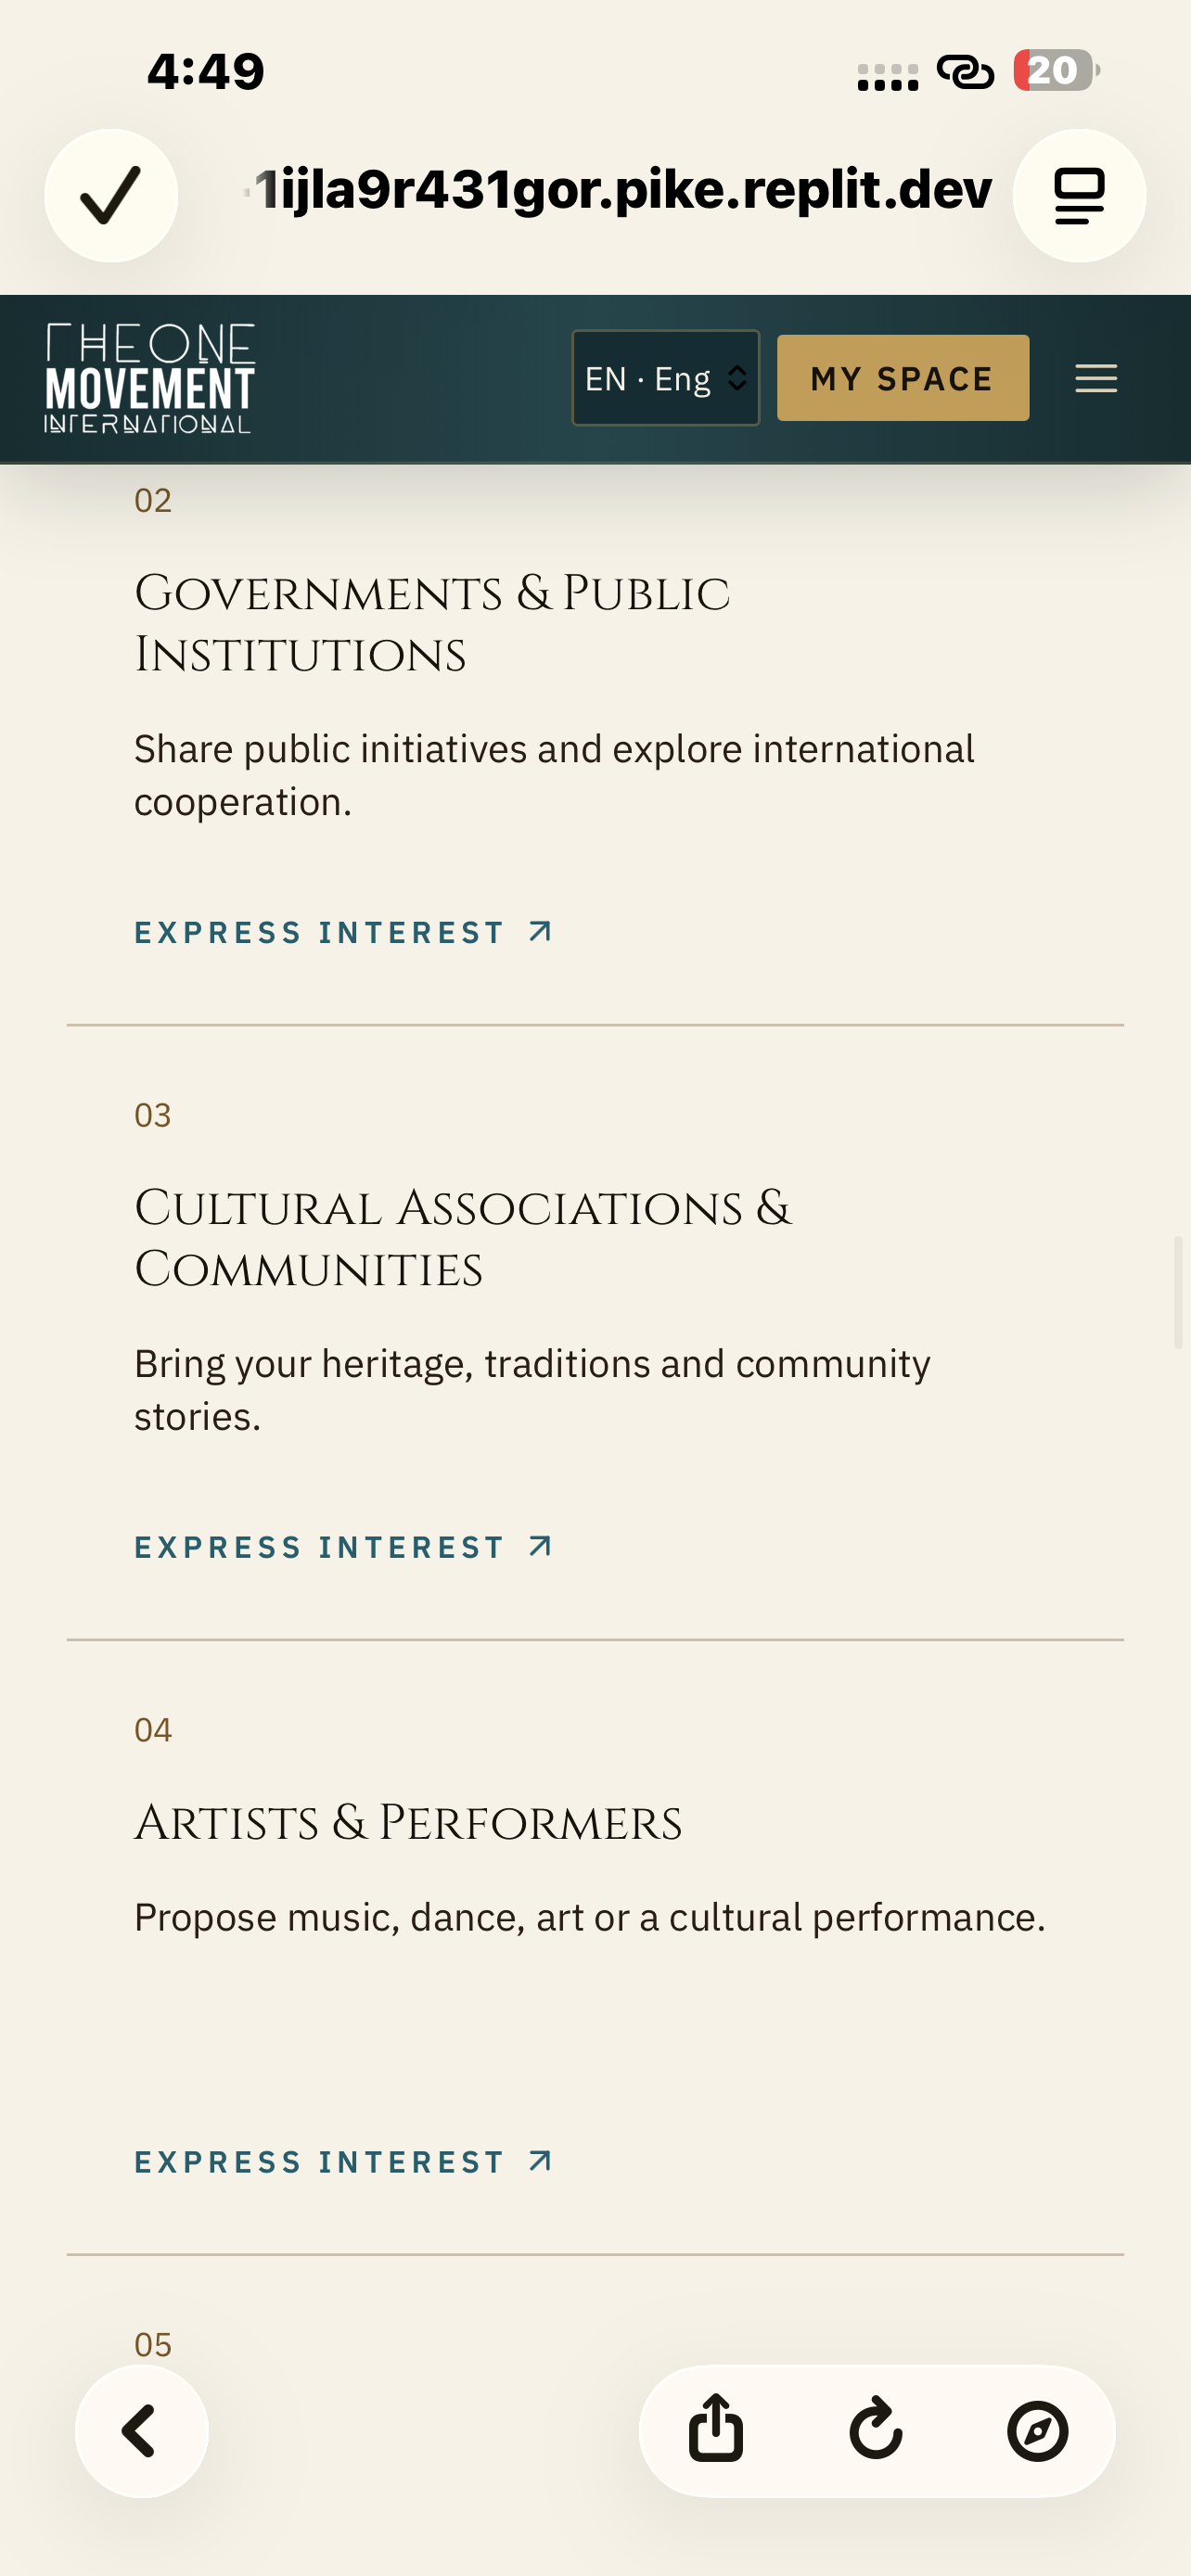 4:49
20
1ijla9r431gor.pike.replit.dev
THE ONE
MOVEMENT
INTERNATIONAL
EN · Eng
MY SPACE
02
Governments & Public
Institutions
Share public initiatives and explore international
cooperation.
EXPRESS INTEREST
03
Cultural Associations &
Communities
Bring your heritage, traditions and community
stories.
EXPRESS INTEREST
04
Artists & Performers
Propose music, dance, art or a cultural performance.
EXPRESS INTEREST
05